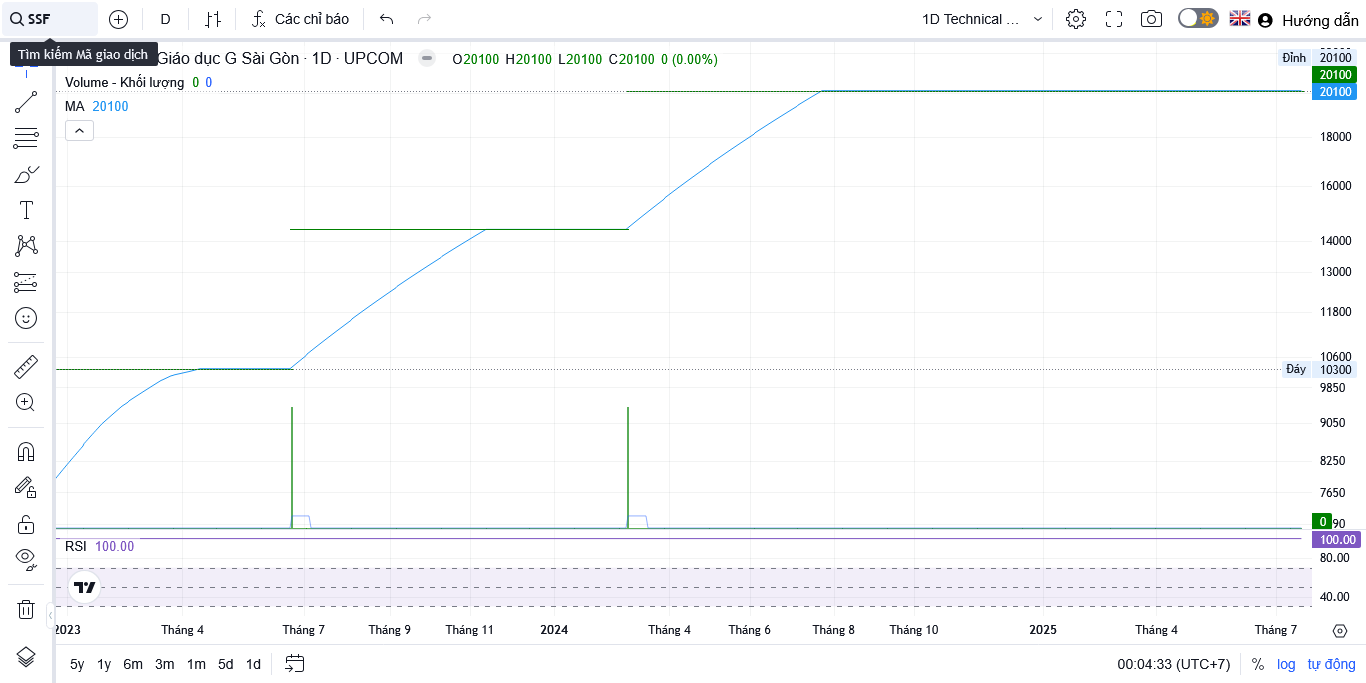 SSF
D
Các chỉ báo
1D Technical ...
Hướng dẫn
Tìm kiếm Mã giao dịch
Giáo dục G Sài Gòn · 1D · UPCOM
O20100 H20100 L20100 C20100 0 (0.00%)
Volume - Khối lượng 0 0
MA 20100
Đỉnh 20100
20100
20100
18000
16000
14000
13000
11800
10600
Đáy 10300
9850
9050
8250
7650
0
90
RSI 100.00
100.00
80.00
40.00
2023 Tháng 4 Tháng 7 Tháng 9 Tháng 11 2024 Tháng 4 Tháng 6 Tháng 8 Tháng 10 2025 Tháng 4 Tháng 7
5y 1y 6m 3m 1m 5d 1d
00:04:33 (UTC+7) % log tự động